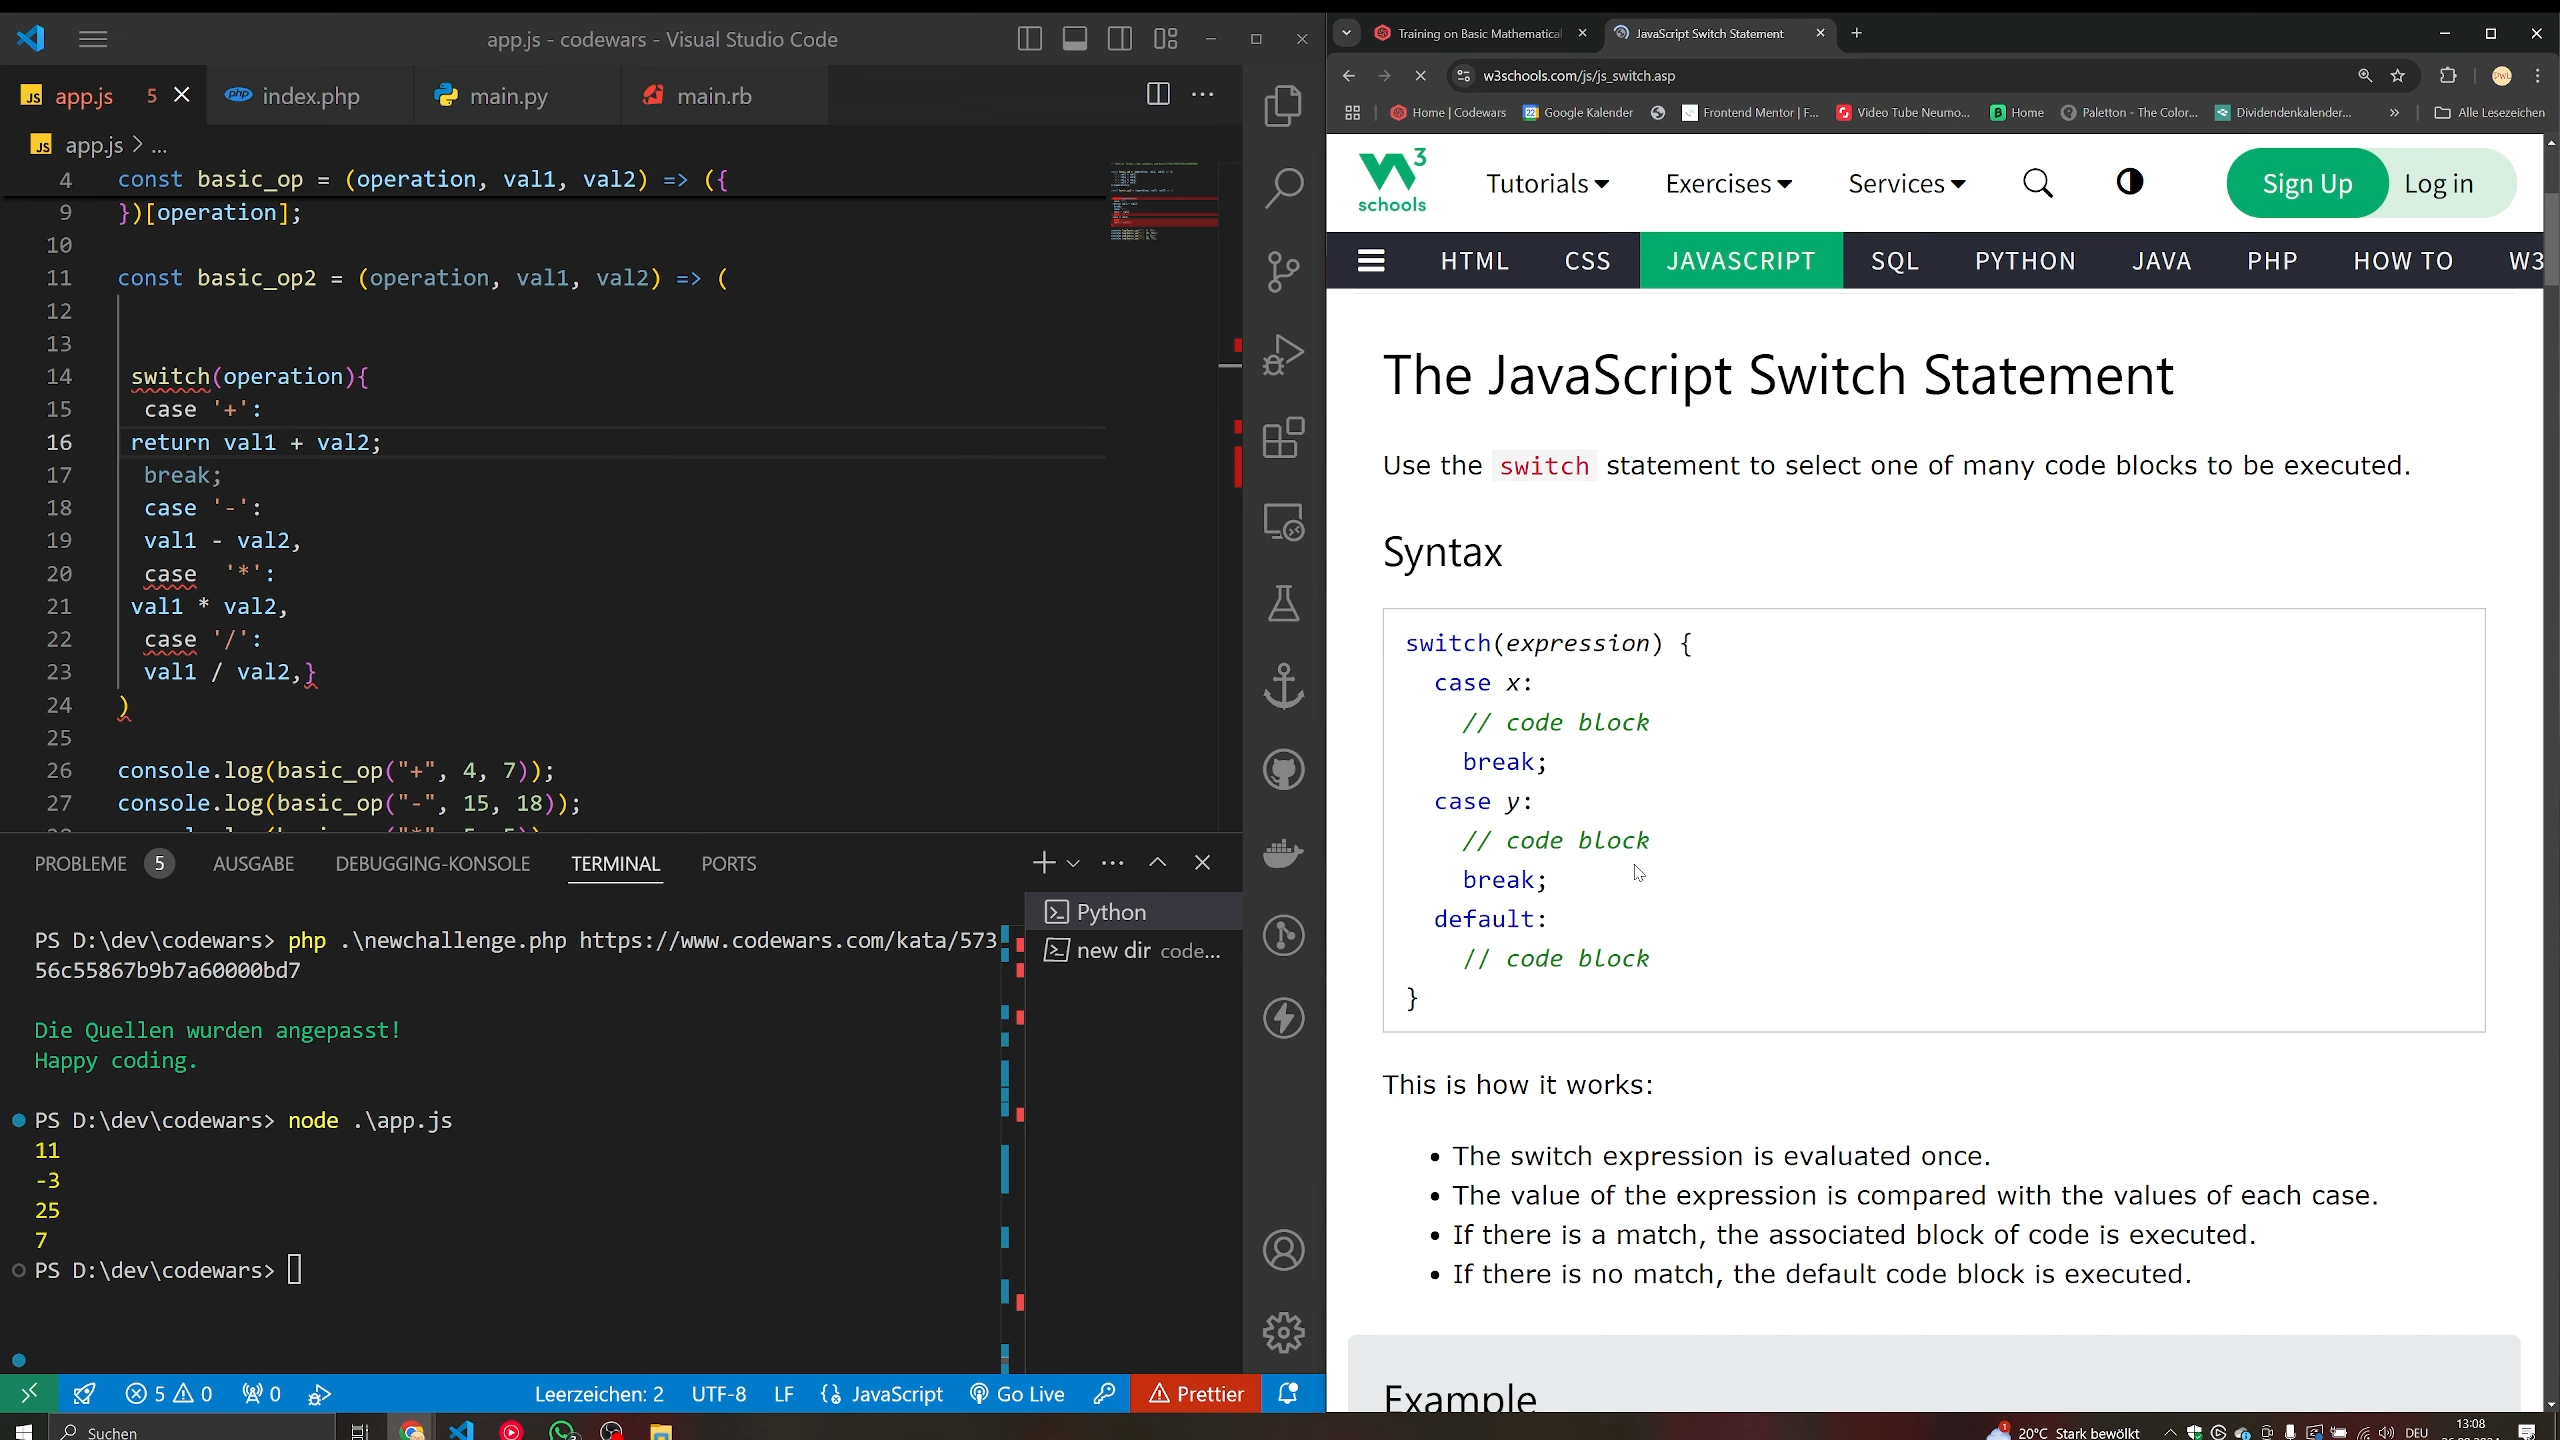 app.js - codewars - Visual Studio Code
JS app.js 5
php index.php
main.py
main.rb
JS app.js > ...
4 const basic_op = (operation, val1, val2) => ({
9 })[operation];
10
11 const basic_op2 = (operation, val1, val2) => (
12
13
14 switch(operation){
15 case '+':
16 return val1 + val2;
17 break;
18 case '-':
19 val1 - val2,
20 case '*':
21 val1 * val2,
22 case '/':
23 val1 / val2,}
24 )
25
26 console.log(basic_op("+", 4, 7));
27 console.log(basic_op("-", 15, 18));
PROBLEME 5 AUSGABE DEBUGGING-KONSOLE TERMINAL PORTS
Python
new dir code...
PS D:\dev\codewars> php .\newchallenge.php https://www.codewars.com/kata/573
56c55867b9b7a60000bd7
Die Quellen wurden angepasst!
Happy coding.
PS D:\dev\codewars> node .\app.js
11
-3
25
7
PS D:\dev\codewars>
5 0 0 Leerzeichen: 2 UTF-8 LF {} JavaScript Go Live Prettier
Suchen
Training on Basic Mathematical
JavaScript Switch Statement
w3schools.com/js/js_switch.asp
Home | Codewars
Google Kalender
Frontend Mentor | F...
Video Tube Neumo...
Home
Paletton - The Color...
Dividendenkalender...
» Alle Lesezeichen
W3 schools
Tutorials Exercises Services Sign Up Log in
HTML CSS JAVASCRIPT SQL PYTHON JAVA PHP HOW TO W3
The JavaScript Switch Statement
Use the switch statement to select one of many code blocks to be executed.
Syntax
switch(expression) {
case x:
// code block
break;
case y:
// code block
break;
default:
// code block
}
This is how it works:
• The switch expression is evaluated once.
• The value of the expression is compared with the values of each case.
• If there is a match, the associated block of code is executed.
• If there is no match, the default code block is executed.
Example
20°C Stark bewölkt
DEU
13:08